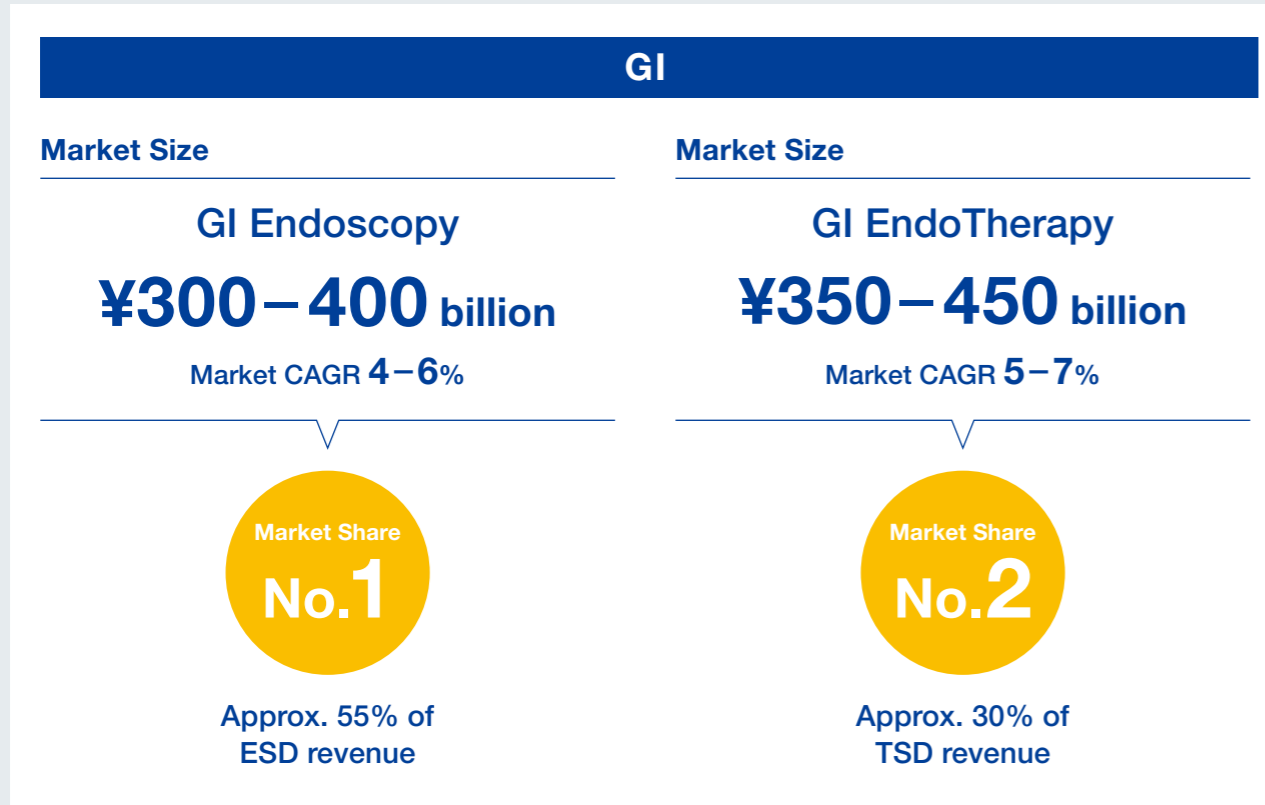 GI
Market Size
GI Endoscopy
¥300–400 billion
Market CAGR 4–6%
Market Share
No.1
Approx. 55% of
ESD revenue
Market Size
GI EndoTherapy
¥350–450 billion
Market CAGR 5–7%
Market Share
No.2
Approx. 30% of
TSD revenue